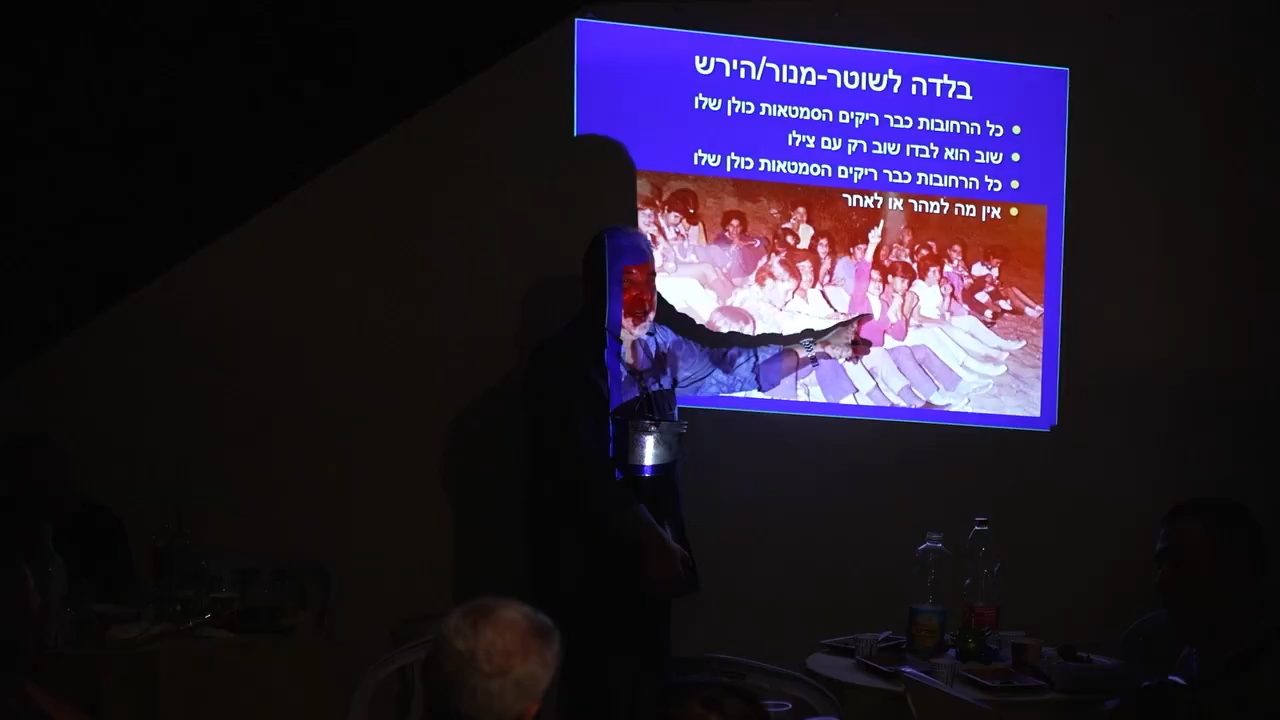 בלדה לשוטר-מנור/הירש
כל הרחובות כבר ריקים הסמטאות כולן שלו
שוב הוא לבדו שוב רק עם צילו
כל הרחובות כבר ריקים הסמטאות כולן שלו
אין מה למהר או לאחר